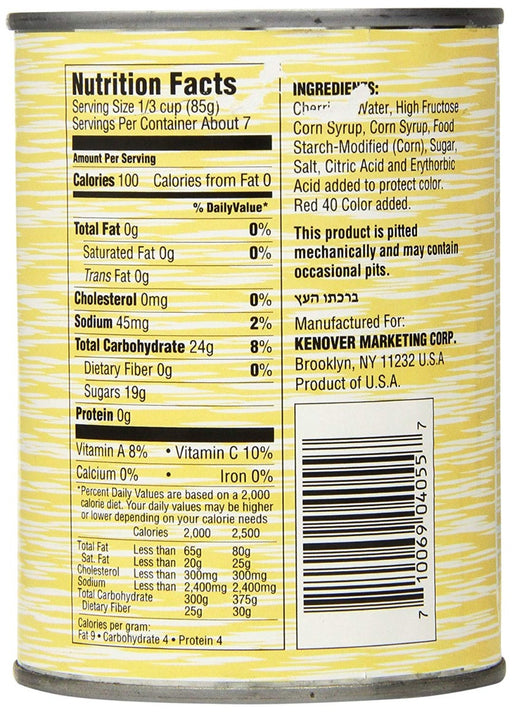 Nutrition Facts
Serving Size 1/3 cup (85g)
Servings Per Container About 7
Amount Per Serving
Calories 100 Calories from Fat 0
% DailyValue*
Total Fat 0g 0%
Saturated Fat 0g 0%
Trans Fat 0g
Cholesterol 0mg 0%
Sodium 45mg 2%
Total Carbohydrate 24g 8%
Dietary Fiber 0g 0%
Sugars 19g
Protein 0g
Vitamin A 8% • Vitamin C 10%
Calcium 0% • Iron 0%
*Percent Daily Values are based on a 2,000
calorie diet. Your daily values may be higher
or lower depending on your calorie needs
Calories 2,000 2,500
Total Fat Less than 65g 80g
Sat. Fat Less than 20g 25g
Cholesterol Less than 300mg 300mg
Sodium Less than 2,400mg 2,400mg
Total Carbohydrate 300g 375g
Dietary Fiber 25g 30g
Calories per gram:
Fat 9 • Carbohydrate 4 • Protein 4
INGREDIENTS:
Water, High Fructose
Corn Syrup, Corn Syrup, Food
Starch-Modified (Corn), Sugar,
Salt, Citric Acid and Erythorbic
Acid added to protect color.
Red 40 Color added.
This product is pitted
mechanically and may contain
occasional pits.
ברכתו העץ
Manufactured For:
KENOVER MARKETING CORP.
Brooklyn, NY 11232 U.S.A
Product of U.S.A.
7 10069 04055 7